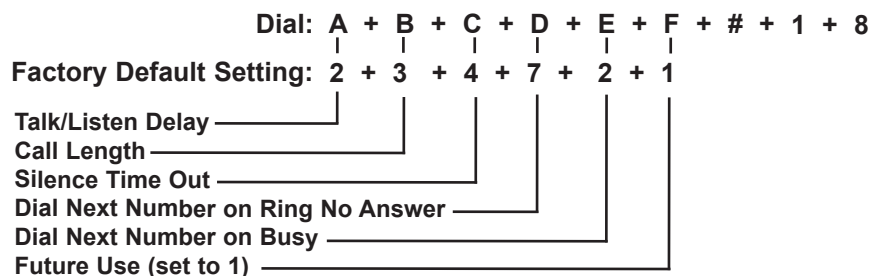 Dial: A + B + C + D + E + F + # + 1 + 8
Factory Default Setting: 2 + 3 + 4 + 7 + 2 + 1
Talk/Listen Delay
Call Length
Silence Time Out
Dial Next Number on Ring No Answer
Dial Next Number on Busy
Future Use (set to 1)